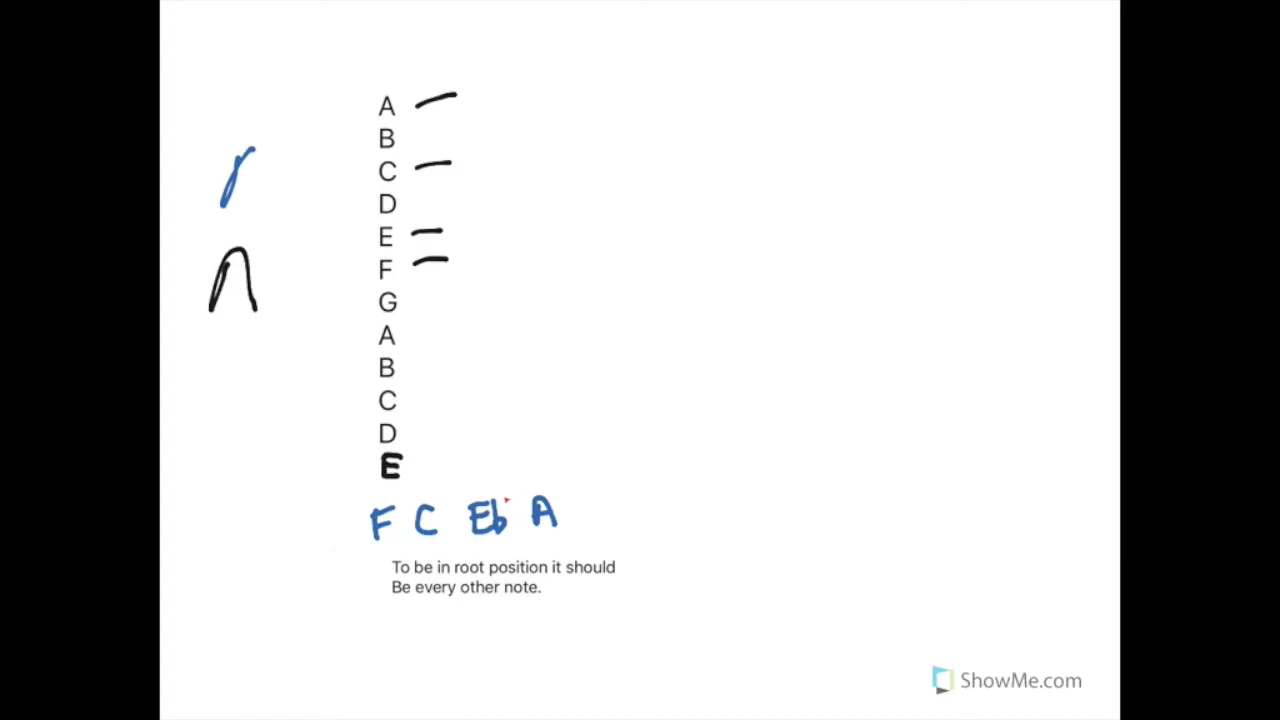 A
B
C
D
E
F
G
A
B
C
D
E
F C Eb A
To be in root position it should
Be every other note.
ShowMe.com